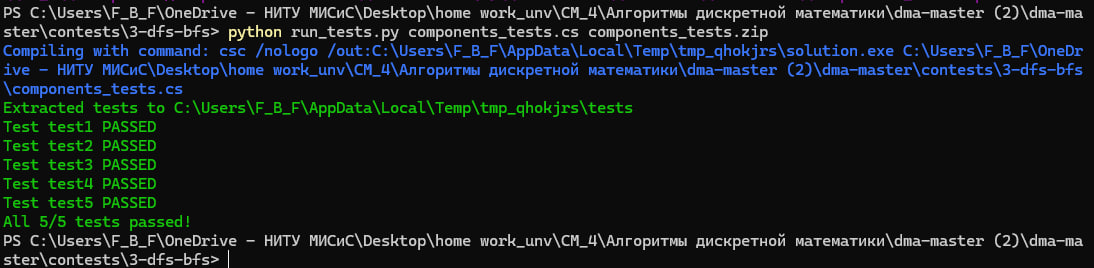 PS C:\Users\F_B_F\OneDrive - НИТУ МИСиС\Desktop\home work_unv\CM_4\Алгоритмы дискретной математики\dma-master (2)\dma-ma
ster\contests\3-dfs-bfs> python run_tests.py components_tests.cs components_tests.zip
Compiling with command: csc /nologo /out:C:\Users\F_B_F\AppData\Local\Temp\tmp_qhokjrs\solution.exe C:\Users\F_B_F\OneDr
ive - НИТУ МИСиС\Desktop\home work_unv\CM_4\Алгоритмы дискретной математики\dma-master (2)\dma-master\contests\3-dfs-bfs
\components_tests.cs
Extracted tests to C:\Users\F_B_F\AppData\Local\Temp\tmp_qhokjrs\tests
Test test1 PASSED
Test test2 PASSED
Test test3 PASSED
Test test4 PASSED
Test test5 PASSED
All 5/5 tests passed!
PS C:\Users\F_B_F\OneDrive - НИТУ МИСиС\Desktop\home work_unv\CM_4\Алгоритмы дискретной математики\dma-master (2)\dma-ma
ster\contests\3-dfs-bfs>